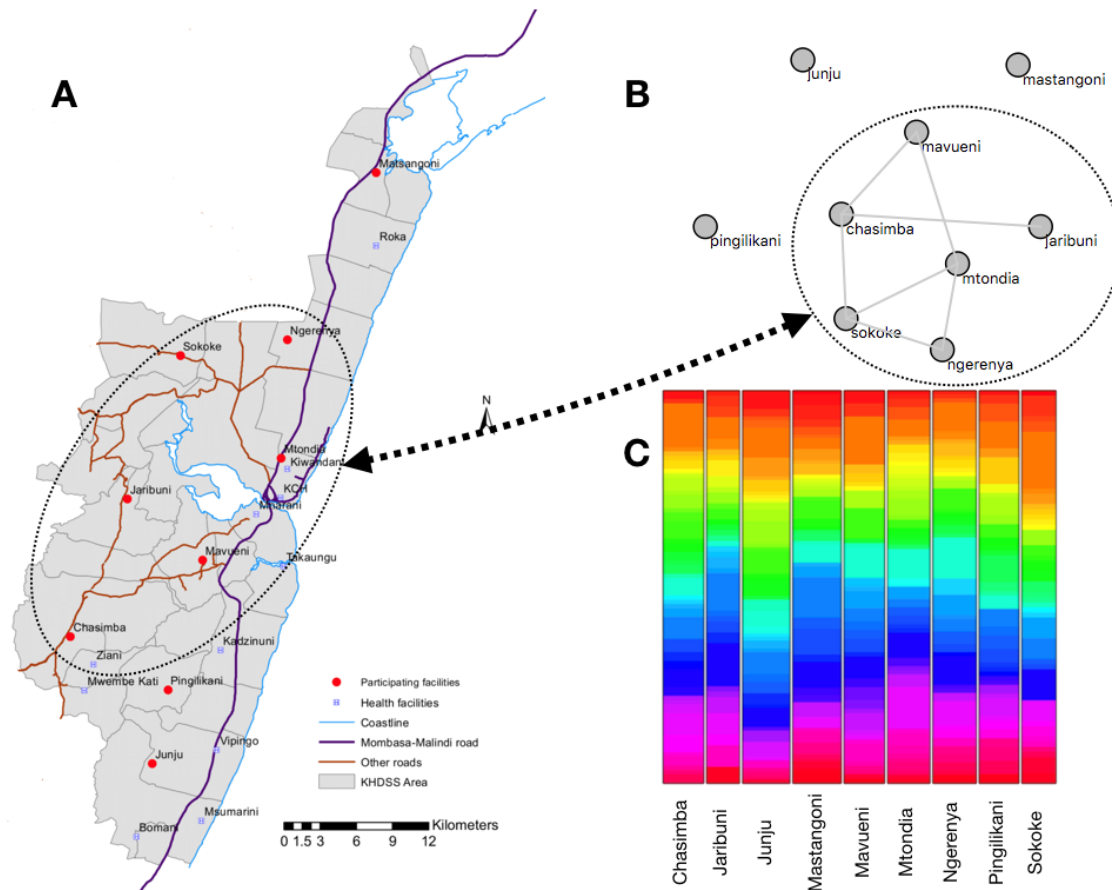 A
Matsangoni
Roka
Ngerenya
Sokoke
N
Mtondia
Kiwandani
KCH
Jaribuni
Mnarani
Mavueni
Takaungu
Chasimba
Kadzinuni
Ziani
Mwembe Kati
Pingilikani
Vipingo
Junju
Msumarini
Bomani
Participating facilities
Health facilities
Coastline
Mombasa-Malindi road
Other roads
KHDSS Area
Kilometers
0 1.5 3 6 9 12
B
junju
mastangoni
mavueni
chasimba
pingilikani
jaribuni
mtondia
sokoke
ngerenya
C
Chasimba
Jaribuni
Junju
Mastangoni
Mavueni
Mtondia
Ngerenya
Pingilikani
Sokoke